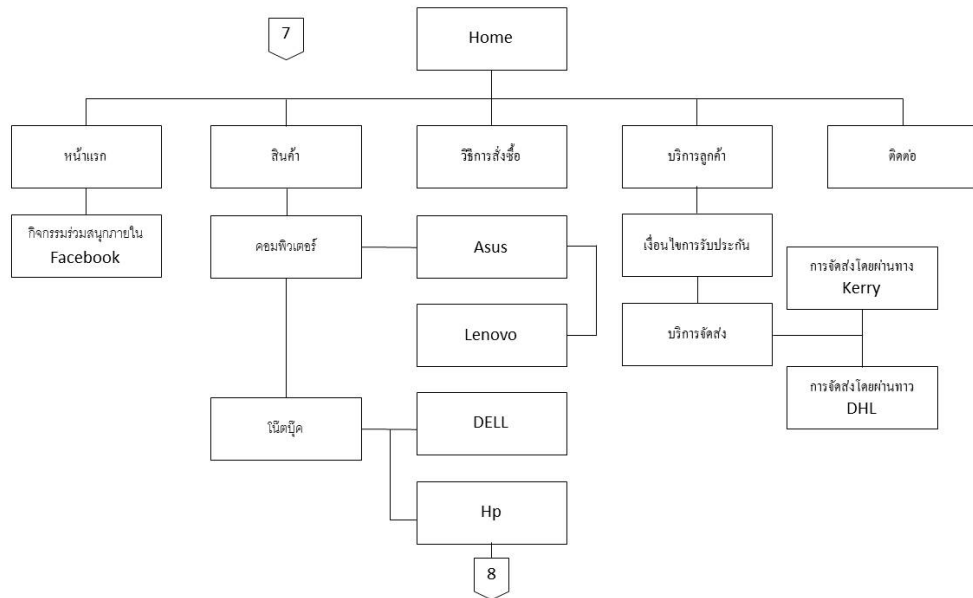 7
Home
หน้าแรก
สินค้า
วิธีการสั่งซื้อ
บริการลูกค้า
ติดต่อ
กิจกรรมร่วมสนุกภายใน
Facebook
คอมพิวเตอร์
Asus
เงื่อนไขการรับประกัน
การจัดส่งโดยผ่านทาง
Kerry
Lenovo
บริการจัดส่ง
การจัดส่งโดยผ่านทาว
DHL
โน๊ตบุ๊ค
DELL
Hp
8